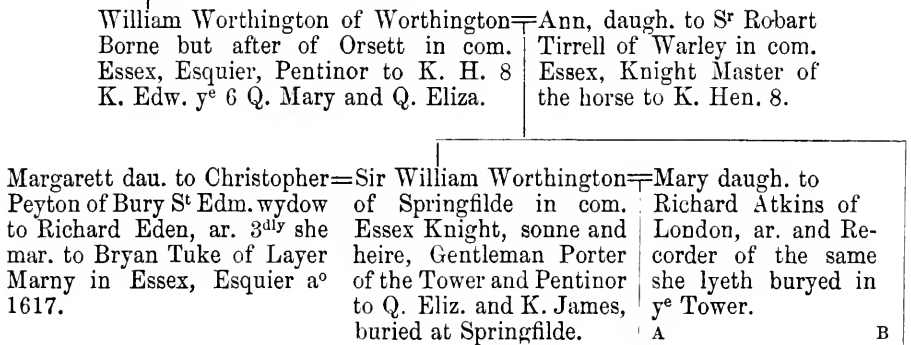 William Worthington of Worthington=Ann, daugh. to Sʳ Robart
Borne but after of Orsett in com. Tirrell of Warley in com.
Essex, Esquier, Pentinor to K. H. 8 Essex, Knight Master of
K. Edw. yᵉ 6 Q. Mary and Q. Eliza. the horse to K. Hen. 8.
Margarett dau. to Christopher=
Peyton of Bury Sᵗ Edm. wydow
to Richard Eden, ar. 3ᵈˡʸ she
mar. to Bryan Tuke of Layer
Marny in Essex, Esquier aᵒ
1617.
Sir William Worthington=
of Springfilde in com.
Essex Knight, sonne and
heire, Gentleman Porter
of the Tower and Pentinor
to Q. Eliz. and K. James,
buried at Springfilde.
Mary daugh. to
Richard Atkins of
London, ar. and Re-
corder of the same
she lyeth buryed in
yᵉ Tower.
A B